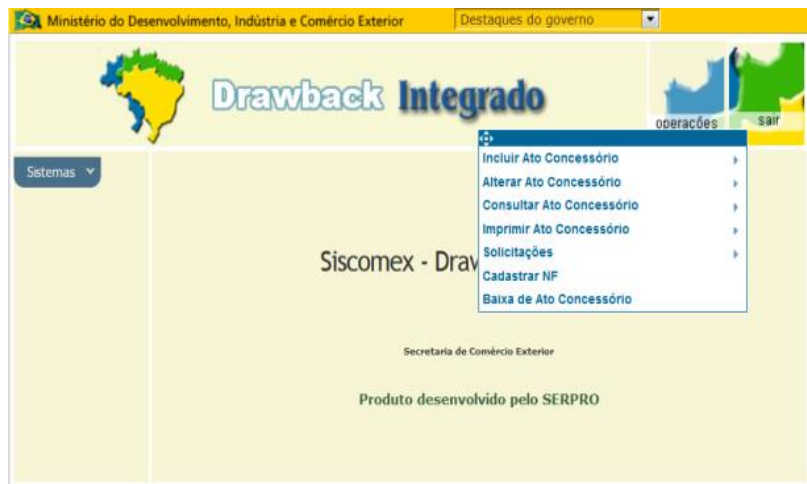 Ministério do Desenvolvimento, Indústria e Comércio Exterior
Destaques do governo
Drawback Integrado
operações
sair
Sistemas
Incluir Ato Concessório
Alterar Ato Concessório
Consultar Ato Concessório
Imprimir Ato Concessório
Solicitações
Cadastrar NF
Baixa de Ato Concessório
Siscomex - Draw
Secretaria de Comércio Exterior
Produto desenvolvido pelo SERPRO